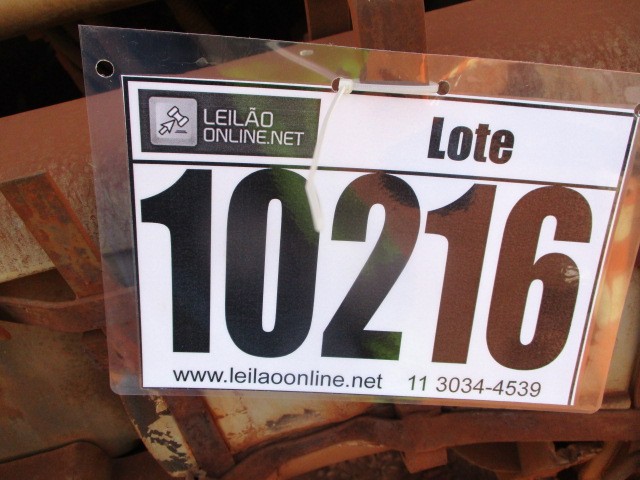 LEILÃO
ONLINE.NET
Lote
10216
www.leilaoonline.net 11 3034-4539